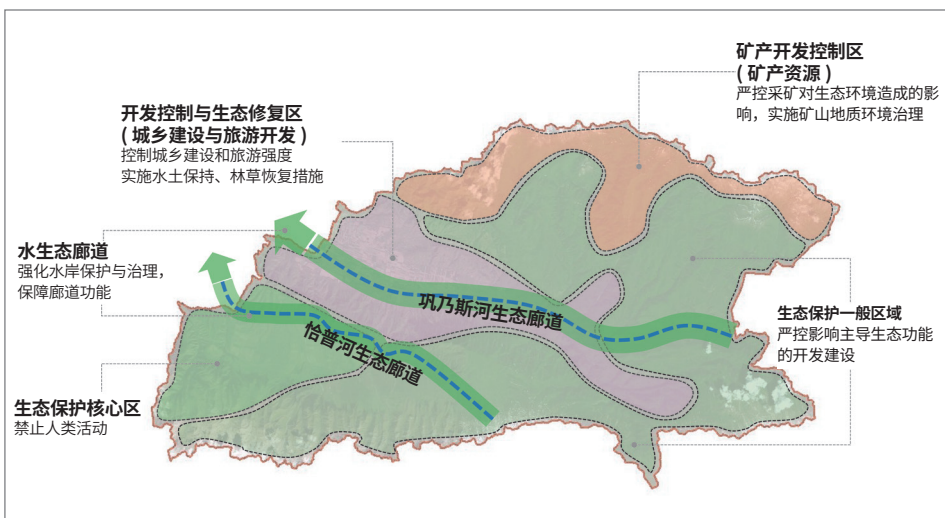 矿产开发控制区
( 矿产资源 )
严控采矿对生态环境造成的影
响，实施矿山地质环境治理
开发控制与生态修复区
( 城乡建设与旅游开发 )
控制城乡建设和旅游强度
实施水土保持、林草恢复措施
水生态廊道
强化水岸保护与治理，
保障廊道功能
巩乃斯河生态廊道
恰普河生态廊道
生态保护一般区域
严控影响主导生态功能
的开发建设
生态保护核心区
禁止人类活动